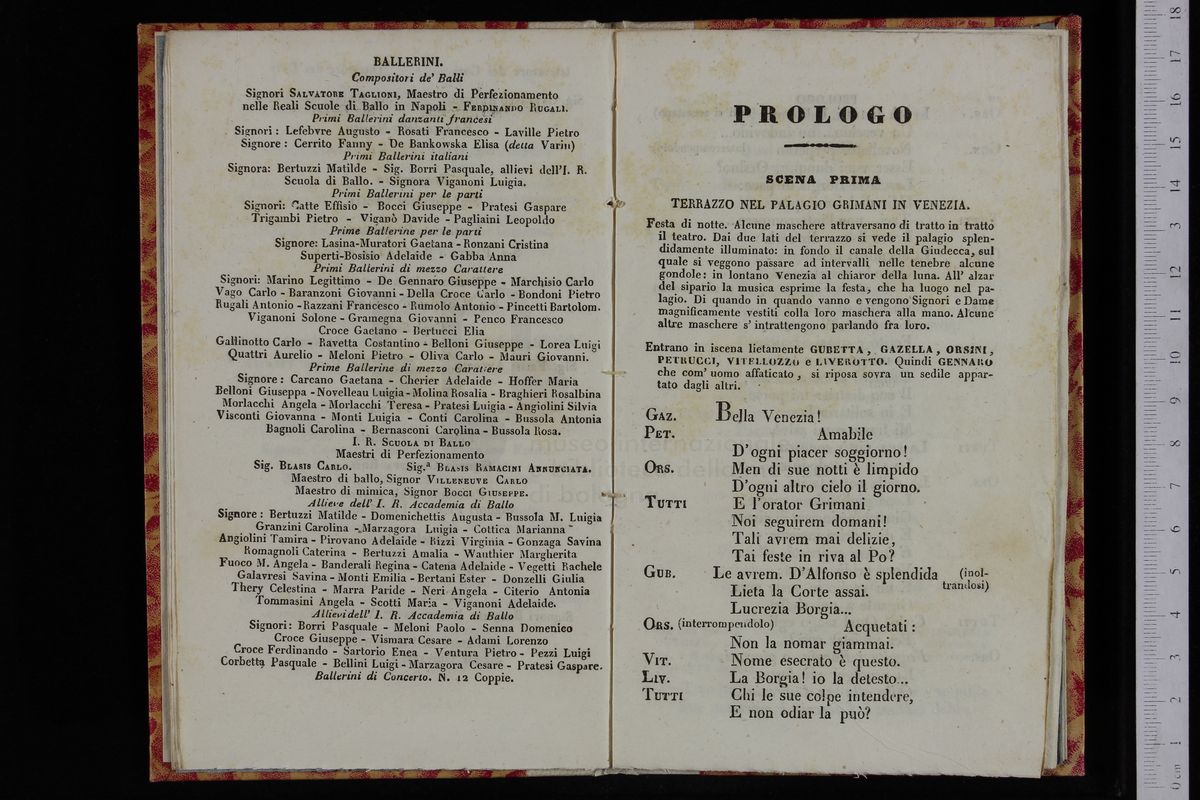 BALLERINI.
Compositori de' Balli
Signori SALVATORE TAGLIONI, Maestro di Perfezionamento
nelle Reali Scuole di Ballo in Napoli - FERDINANDO RUGALI.
Primi Ballerini danzanti francesi
Signori: Lefebvre Augusto - Rosati Francesco - Laville Pietro
Signore: Cerrito Fanny - De Bankowska Elisa (detta Varin)
Primi Ballerini italiani
Signora: Bertuzzi Matilde - Sig. Borri Pasquale, allievi dell'I. R.
Scuola di Ballo. - Signora Viganoni Luigia.
Primi Ballerini per le parti
Signori: Catte Effisio - Bocci Giuseppe - Pratesi Gaspare
Trigambi Pietro - Viganò Davide - Pagliaini Leopoldo
Prime Ballerine per le parti
Signore: Lasina-Muratori Gaetana - Ronzani Cristina
Superti-Bosisio Adelaide - Gabba Anna
Primi Ballerini di mezzo Carattere
Signori: Marino Legittimo - De Gennaro Giuseppe - Marchisio Carlo
Vago Carlo - Baranzoni Giovanni - Della Croce Carlo - Bondoni Pietro
Rugali Antonio - Razzani Francesco - Rumolo Antonio - Pincetti Bartolom.
Viganoni Solone - Gramegna Giovanni - Penco Francesco
Croce Gaetano - Bertucci Elia
Gallinotto Carlo - Ravetta Costantino - Belloni Giuseppe - Lorea Luigi
Quattri Aurelio - Meloni Pietro - Oliva Carlo - Mauri Giovanni.
Prime Ballerine di mezzo Carattere
Signore: Carcano Gaetana - Cherier Adelaide - Hoffer Maria
Belloni Giuseppa - Novelleau Luigia - Molina Rosalia - Braghieri Rosalbina
Morlacchi Angela - Morlacchi Teresa - Pratesi Luigia - Angiolini Silvia
Visconti Giovanna - Monti Luigia - Conti Carolina - Bussola Antonia
Bagnoli Carolina - Bernasconi Carolina - Bussola Rosa.
I. R. SCUOLA DI BALLO
Maestri di Perfezionamento
Sig. BLASIS CARLO. Sig.ª BLASIS RAMACINI ANNUNCIATA.
Maestro di ballo, Signor VILLENEUVE CARLO
Maestro di mimica, Signor BOCCI GIUSEPPE.
Allieve dell' I. R. Accademia di Ballo
Signore: Bertuzzi Matilde - Domenichettis Augusta - Bussola M. Luigia
Granzini Carolina - Marzagora Luigia - Cottica Marianna
Angiolini Tamira - Pirovano Adelaide - Rizzi Virginia - Gonzaga Savina
Romagnoli Caterina - Bertuzzi Amalia - Wauthier Margherita
Fuoco M. Angela - Banderali Regina - Catena Adelaide - Vegetti Rachele
Galavresi Savina - Monti Emilia - Bertani Ester - Donzelli Giulia
Thery Celestina - Marra Paride - Neri Angela - Citerio Antonia
Tommasini Angela - Scotti Maria - Viganoni Adelaide.
Allievi dell' I. R. Accademia di Ballo
Signori: Borri Pasquale - Meloni Paolo - Senna Domenico
Croce Giuseppe - Vismara Cesare - Adami Lorenzo
Croce Ferdinando - Sartorio Enea - Ventura Pietro - Pezzi Luigi
Corbetta Pasquale - Bellini Luigi - Marzagora Cesare - Pratesi Gaspare.
Ballerini di Concerto. N. 12 Coppie.
PROLOGO
SCENA PRIMA
TERRAZZO NEL PALAGIO GRIMANI IN VENEZIA.
Festa di notte. Alcune maschere attraversano di tratto in tratto
il teatro. Dai due lati del terrazzo si vede il palagio splen-
didamente illuminato: in fondo il canale della Giudecca, sul
quale si veggono passare ad intervalli nelle tenebre alcune
gondole: in lontano Venezia al chiaror della luna. All' alzar
del sipario la musica esprime la festa, che ha luogo nel pa-
lagio. Di quando in quando vanno e vengono Signori e Dame
magnificamente vestiti colla loro maschera alla mano. Alcune
altre maschere s' intrattengono parlando fra loro.
Entrano in iscena lietamente GUBETTA, GAZELLA, ORSINI,
PETRUCCI, VITELLOZZO e LIVEROTTO. Quindi GENNARO
che com' uomo affaticato, si riposa sovra un sedile appar-
tato dagli altri.
GAZ. Bella Venezia!
PET. Amabile
D'ogni piacer soggiorno!
ORS. Men di sue notti è limpido
D'ogni altro cielo il giorno.
TUTTI E l'orator Grimani
Noi seguirem domani!
Tali avrem mai delizie,
Tai feste in riva al Po?
GUB. Le avrem. D'Alfonso è splendida (inol-
trandosi)
Lieta la Corte assai.
Lucrezia Borgia...
ORS. (interrompendolo) Acquetati:
Non la nomar giammai.
VIT. Nome esecrato è questo.
LIV. La Borgia! io la detesto...
TUTTI Chi le sue colpe intendere,
E non odiar la può?
0 cm 1 2 3 4 5 6 7 8 9 10 11 12 13 14 15 16 17 18